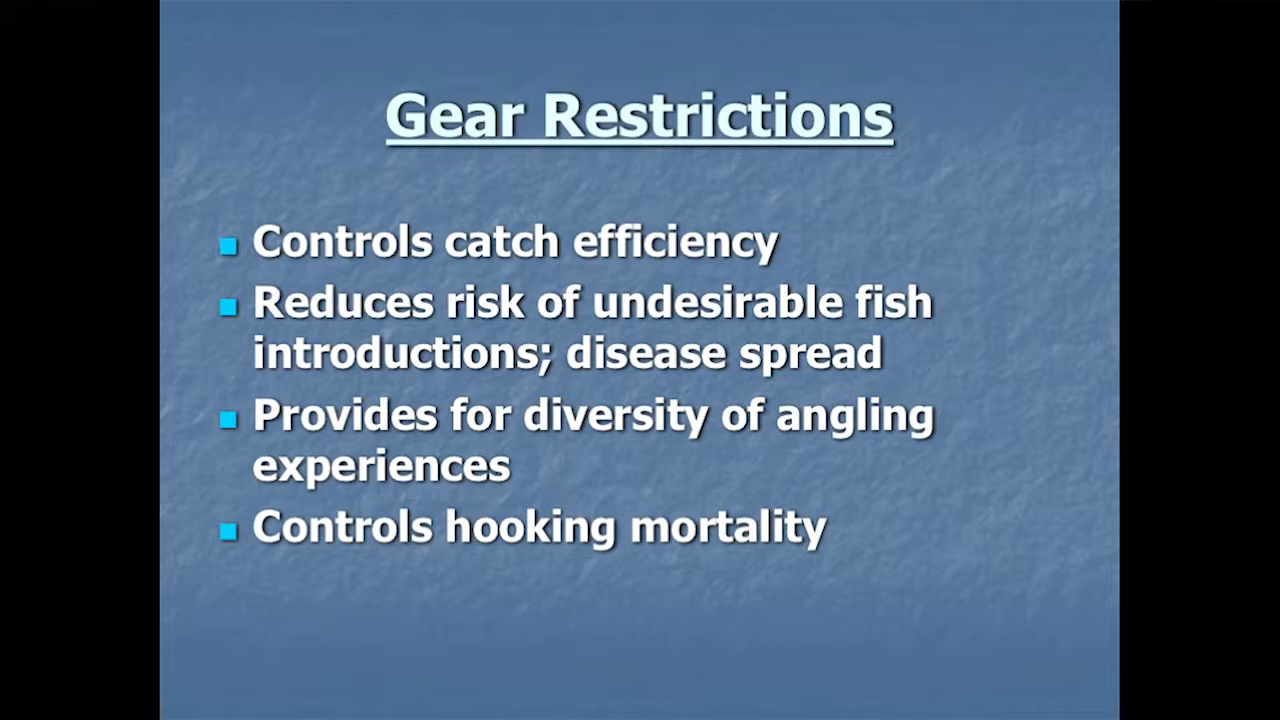 Gear Restrictions
Controls catch efficiency
Reduces risk of undesirable fish
introductions; disease spread
Provides for diversity of angling
experiences
Controls hooking mortality